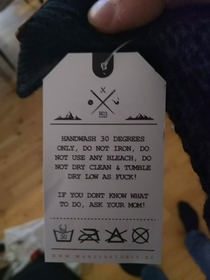 X
HANDWASH 30 DEGREES
ONLY, DO NOT IRON, DO
NOT USE ANY BLEACH, DO
NOT DRY CLEAN & TUMBLE
DRY LOW AS FUCK!
IF YOU DONT KNOW WHAT
TO DO, ASK YOUR MOM!
30